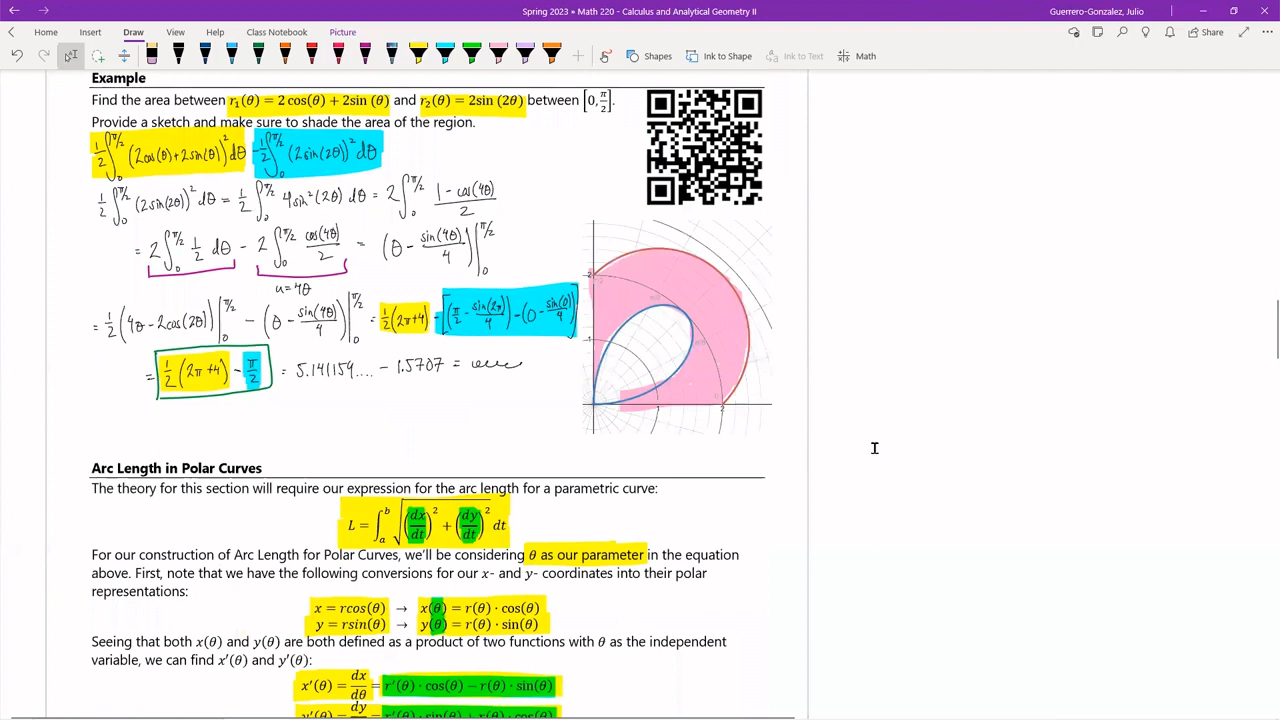 Spring 2023 » Math 220 - Calculus and Analytical Geometry II
Guerrero-Gonzalez, Julio
Home Insert Draw View Help Class Notebook Picture
Shapes Ink to Shape Ink to Text Math Share
Example
Find the area between r₁(θ) = 2 cos(θ) + 2sin (θ) and r₂(θ) = 2sin (2θ) between [0, π/2].
Provide a sketch and make sure to shade the area of the region.
1/2 ∫₀^{π/2} (2cos(θ)+2sin(θ))² dθ - 1/2 ∫₀^{π/2} (2sin(2θ))² dθ
1/2 ∫₀^{π/2} (2sin(2θ))² dθ = 1/2 ∫₀^{π/2} 4sin²(2θ) dθ = 2 ∫₀^{π/2} (1-cos(4θ))/2
= 2 ∫₀^{π/2} 1/2 dθ - 2 ∫₀^{π/2} cos(4θ)/2 = (θ - sin(4θ)/4) |₀^{π/2}
u=4θ
= 1/2 (4θ - 2cos(2θ)) |₀^{π/2} - (θ - sin(4θ)/4) |₀^{π/2} = 1/2 (2π+4) - [(π/2 - sin(2π)/4) - (0 - sin(0)/4)]
= 1/2 (2π+4) - π/2 = 5.141159.... - 1.5707 =
2
1
1
2
Arc Length in Polar Curves
The theory for this section will require our expression for the arc length for a parametric curve:
L = ∫ₐᵇ √((dx/dt)² + (dy/dt)²) dt
For our construction of Arc Length for Polar Curves, we'll be considering θ as our parameter in the equation
above. First, note that we have the following conversions for our x- and y- coordinates into their polar
representations:
x = rcos(θ) → x(θ) = r(θ) · cos(θ)
y = rsin(θ) → y(θ) = r(θ) · sin(θ)
Seeing that both x(θ) and y(θ) are both defined as a product of two functions with θ as the independent
variable, we can find x′(θ) and y′(θ):
x′(θ) = dx/dθ = r′(θ) · cos(θ) − r(θ) · sin(θ)
y′(θ) = dy = r′(θ) · sin(θ) + r(θ) · cos(θ)